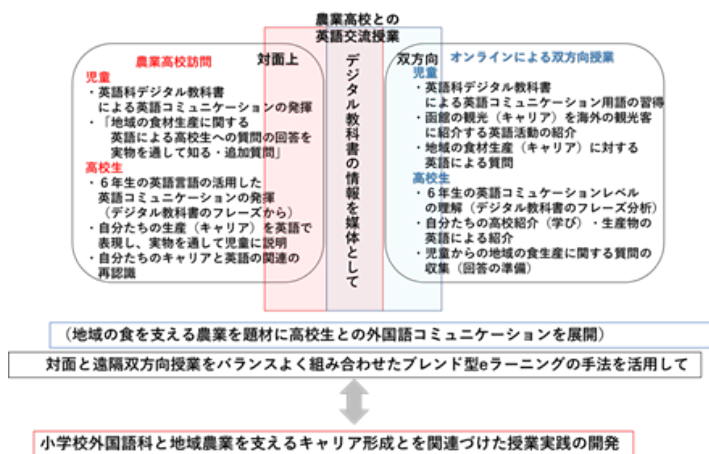 農業高校との
英語交流授業
農業高校訪問
対面上
児童
・英語科デジタル教科書
による英語コミュニケーションの発揮
・「地域の食材生産に関する
英語による高校生への質問の回答を
実物を通して知る・追加質問」
高校生
・６年生の英語言語の活用した
英語コミュケーションの発揮
（デジタル教科書のフレーズから）
・自分たちの生産（キャリア）を英語で
表現し、実物を通して児童に説明
・自分たちのキャリアと英語の関連の
再認識
デジタル教科書の情報を媒体として
双方向
オンラインによる双方向授業
児童
・英語科デジタル教科書
による英語コミュニケーション用語の習得
・函館の観光（キャリア）を海外の観光客
に紹介する英語活動の紹介
・地域の食材生産（キャリア）に対する
英語による質問
高校生
・６年生の英語コミュケーションレベル
の理解（デジタル教科書のフレーズ分析）
・自分たちの高校紹介（学び）・生産物の
英語による紹介
・児童からの地域の食生産に関する質問の
収集（回答の準備）
（地域の食を支える農業を題材に高校生との外国語コミュニケーションを展開）
対面と遠隔双方向授業をバランスよく組み合わせたブレンド型eラーニングの手法を活用して
小学校外国語科と地域農業を支えるキャリア形成とを関連づけた授業実践の開発